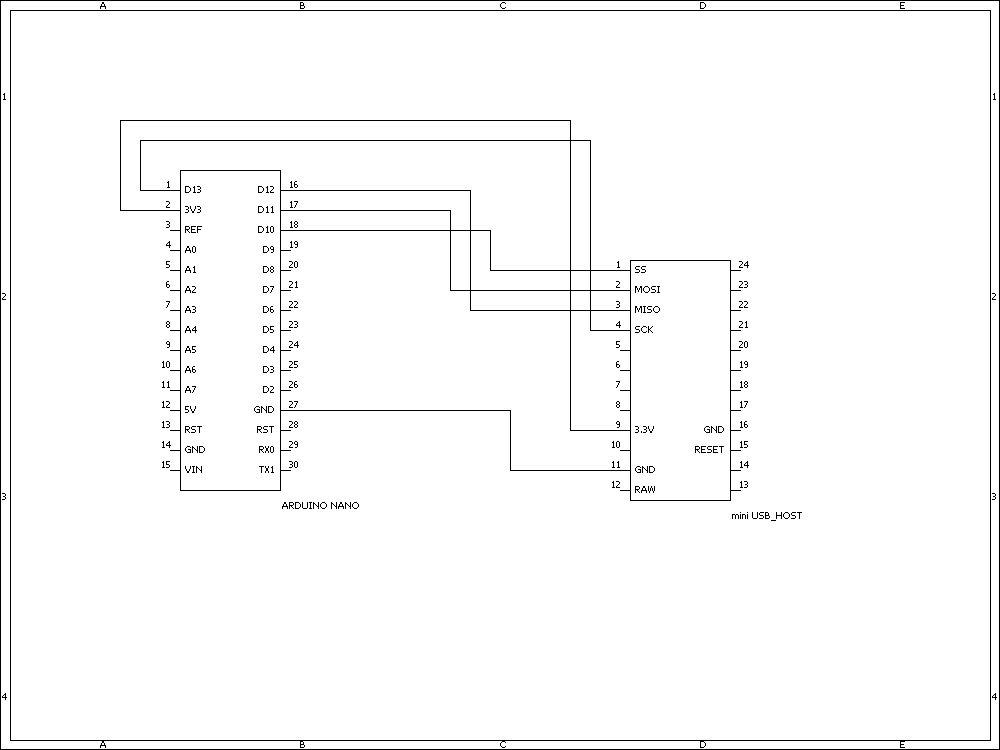 A B C D E
1 1
1 D13 D12 16
2 3V3 D11 17
3 REF D10 18
4 A0 D9 19
5 A1 D8 20
6 A2 D7 21
7 A3 D6 22
8 A4 D5 23
9 A5 D4 24
10 A6 D3 25
11 A7 D2 26
12 5V GND 27
13 RST RST 28
14 GND RX0 29
15 VIN TX1 30
ARDUINO NANO
1 SS 24
2 MOSI 23
3 MISO 22
4 SCK 21
5 20
6 19
7 18
8 17
9 3.3V GND 16
10 RESET 15
11 GND 14
12 RAW 13
mini USB_HOST
2 2
3 3
4 4
A B C D E